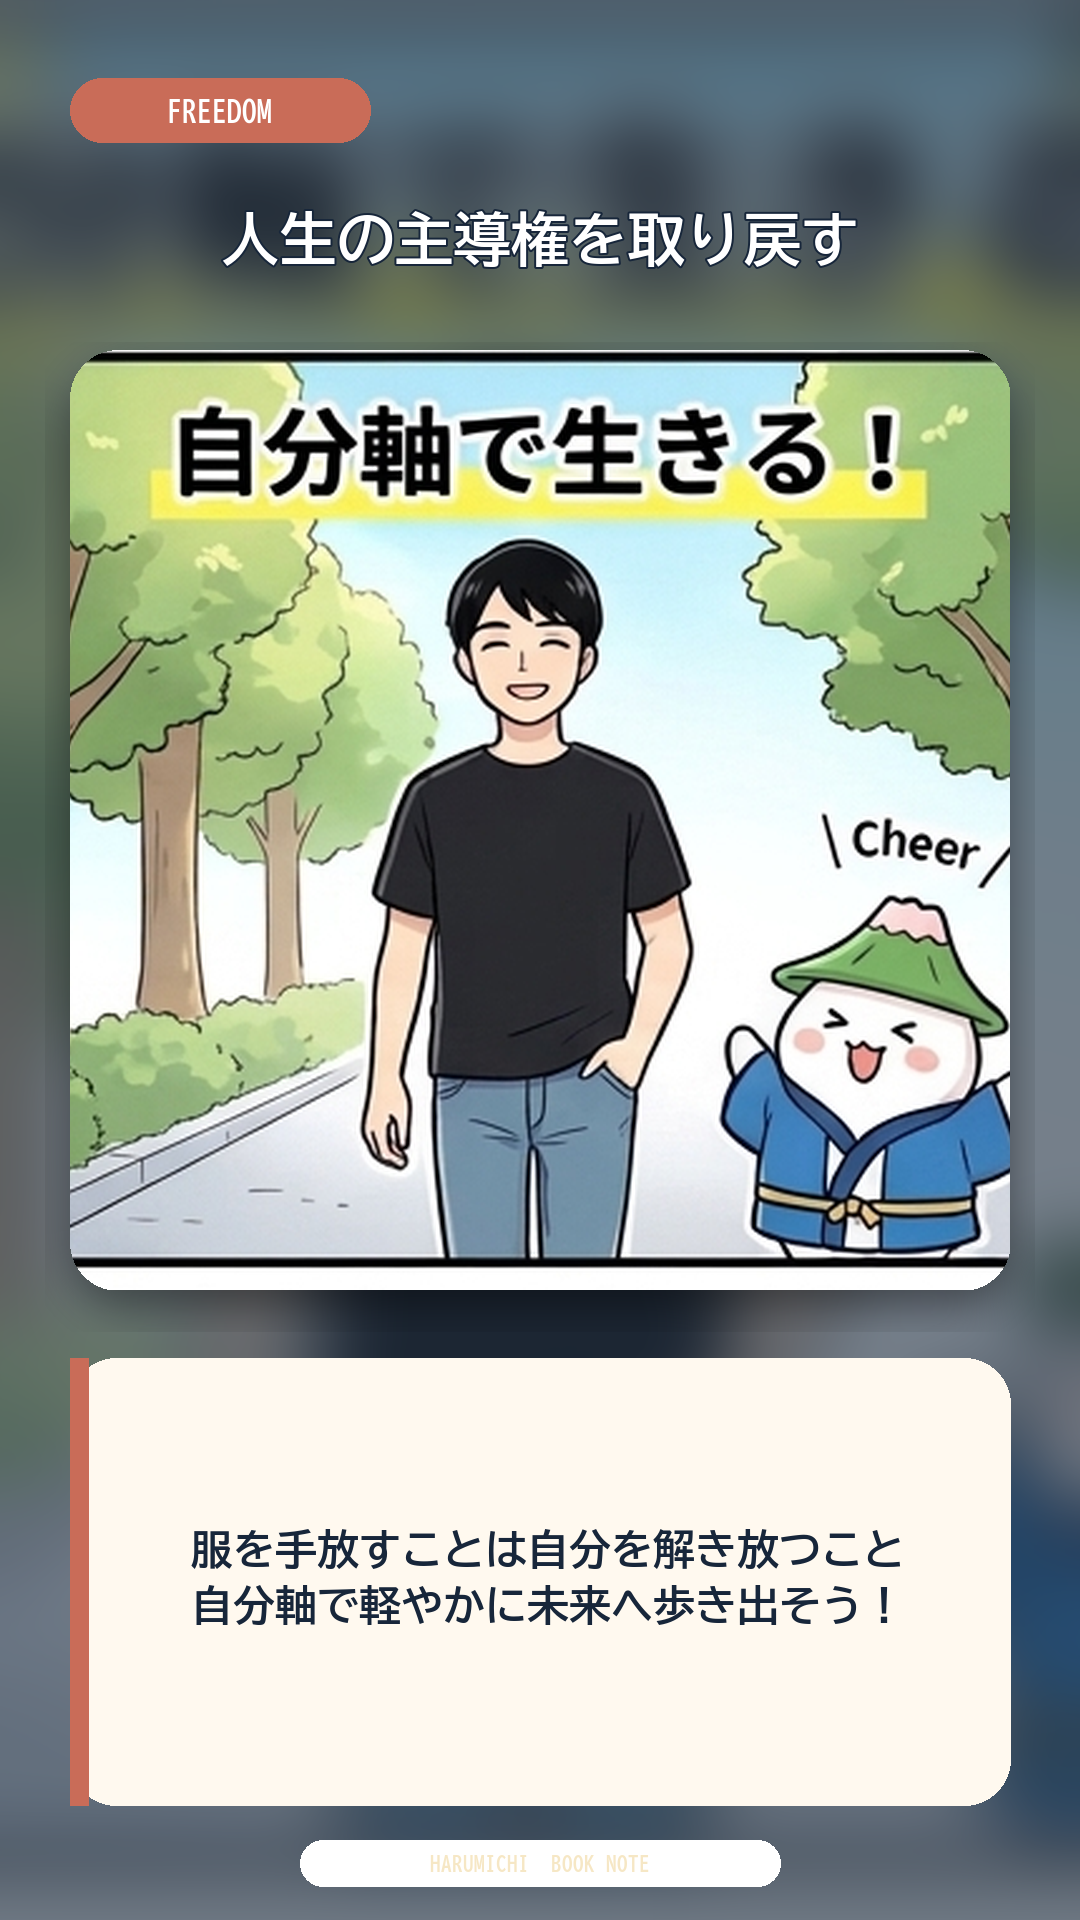 FREEDOM
人生の主導権を取り戻す
自分軸で生きる！
\ Cheer /
服を手放すことは自分を解き放つこと
自分軸で軽やかに未来へ歩き出そう！
HARUMICHI BOOK NOTE